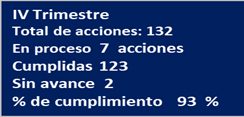 IV Trimestre
Total de acciones: 132
En proceso 7 acciones
Cumplidas 123
Sin avance 2
% de cumplimiento 93 %